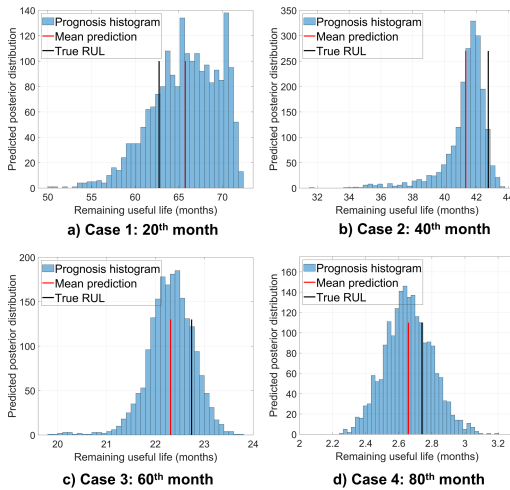 140
120
100
80
60
40
20
0
Predicted posterior distribution
Prognosis histogram
Mean prediction
True RUL
50 55 60 65 70
Remaining useful life (months)
a) Case 1: 20th month
350
300
250
200
150
100
50
0
Predicted posterior distribution
Prognosis histogram
Mean prediction
True RUL
32 34 36 38 40 42
Remaining useful life (months)
b) Case 2: 40th month
200
150
100
50
0
Predicted posterior distribution
Prognosis histogram
Mean prediction
True RUL
20 21 22 23 24
Remaining useful life (months)
c) Case 3: 60th month
160
140
120
100
80
60
40
20
0
Predicted posterior distribution
Prognosis histogram
Mean prediction
True RUL
2 2.2 2.4 2.6 2.8 3 3.2
Remaining useful life (months)
d) Case 4: 80th month